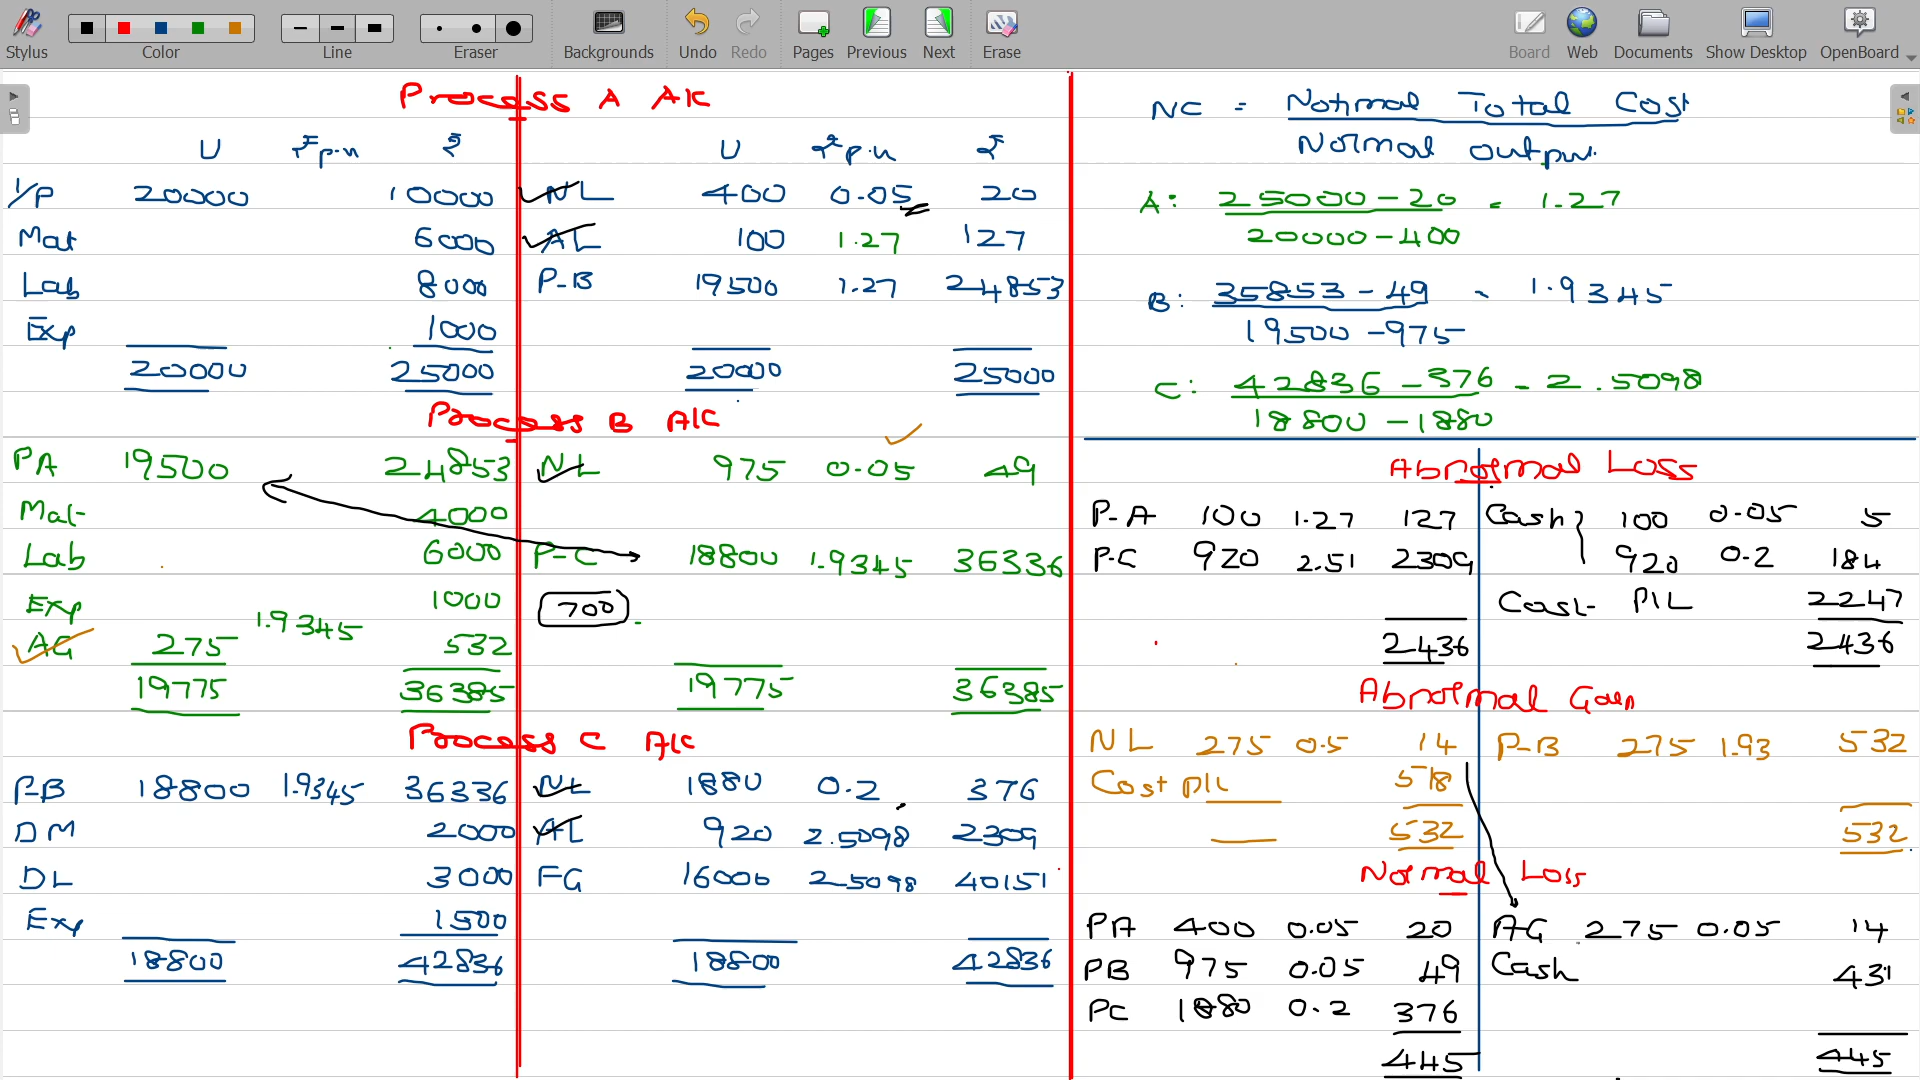 Stylus Color Line Eraser Backgrounds Undo Redo Pages Previous Next Erase Board Web Documents Show Desktop OpenBoard
Process A A/C
U ₹p.u ₹ U ₹p.u ₹
I/P 20000 10000 NL 400 0.05 20
Mat 6000 AL 100 1.27 127
Lab 8000 P-B 19500 1.27 24853
Exp 1000
20000 25000 20000 25000
Process B A/C
PA 19500 24853 NL 975 0.05 49
Mat 4000
Lab 6000 P-C 18800 1.9345 36336
Exp 1000 700
AG 275 1.9345 532
19775 36385 19775 36385
Process C A/C
P-B 18800 1.9345 36336 NL 1880 0.2 376
DM 2000 AL 920 2.5098 2309
DL 3000 FG 16000 2.5098 40151
Exp 1500
18800 42836 18800 42836
NC = Normal Total Cost
Normal output
A: 25000-20 = 1.27
20000-400
B: 35853-49 = 1.9345
19500-975
C: 42836-376 = 2.5098
18800-1880
Abnormal Loss
P-A 100 1.27 127 Cash 100 0.05 5
P-C 920 2.51 2309 920 0.2 184
Cost P/L 2247
2436 2436
Abnormal Gain
NL 275 0.5 14 P-B 275 1.93 532
Cost P/L 518
532 532
Normal Loss
PA 400 0.05 20 AG 275 0.05 14
PB 975 0.05 49 Cash 431
PC 1880 0.2 376
445 445